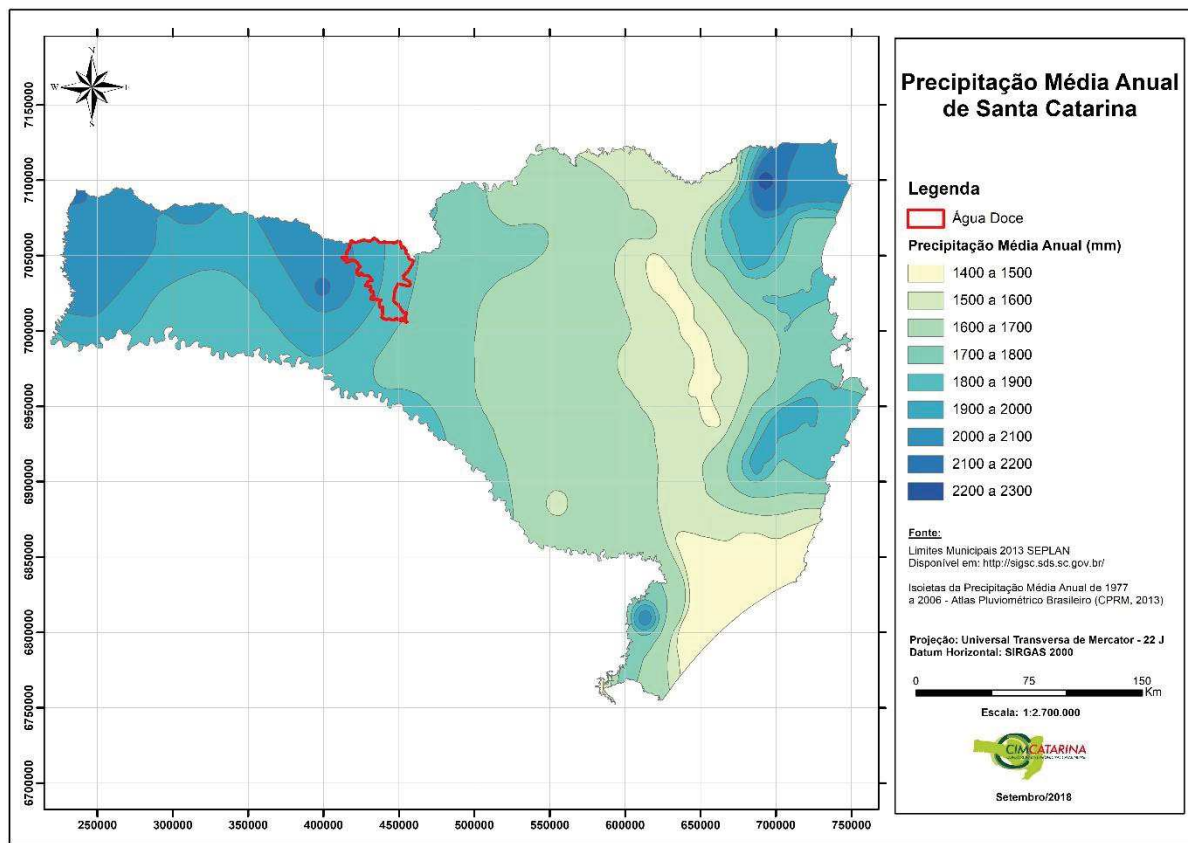 Precipitação Média Anual
de Santa Catarina
Legenda
Água Doce
Precipitação Média Anual (mm)
1400 a 1500
1500 a 1600
1600 a 1700
1700 a 1800
1800 a 1900
1900 a 2000
2000 a 2100
2100 a 2200
2200 a 2300
Fonte:
Limites Municipais 2013 SEPLAN
Disponível em: http://sigsc.sds.sc.gov.br/
Isoietas da Precipitação Média Anual de 1977
a 2006 - Atlas Pluviométrico Brasileiro (CPRM, 2013)
Projeção: Universal Transversa de Mercator - 22 J
Datum Horizontal: SIRGAS 2000
0 75 150
Km
Escala: 1:2.700.000
CIMCATARINA
Setembro/2018
N
W E
S
7150000
7100000
7050000
7000000
6950000
6900000
6850000
6800000
6750000
6700000
250000 300000 350000 400000 450000 500000 550000 600000 650000 700000 750000